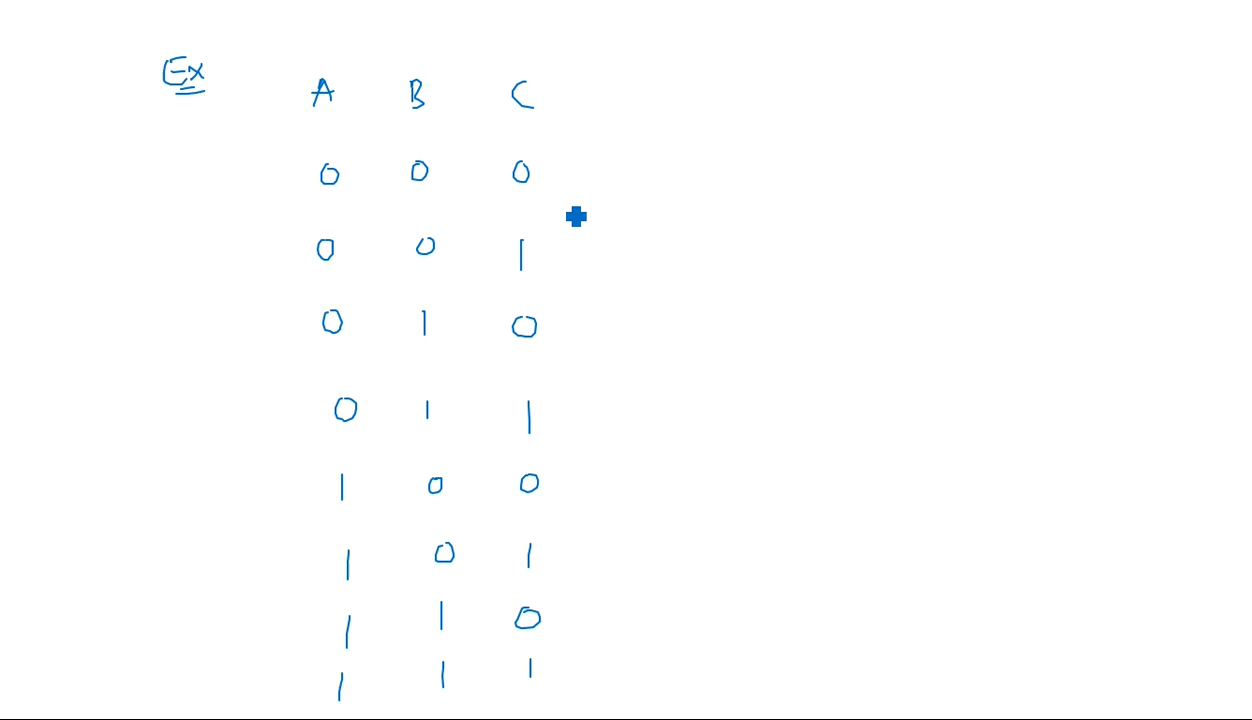 Ex
A B C
0 0 0
0 0 1
0 1 0
0 1 1
1 0 0
1 0 1
1 1 0
1 1 1